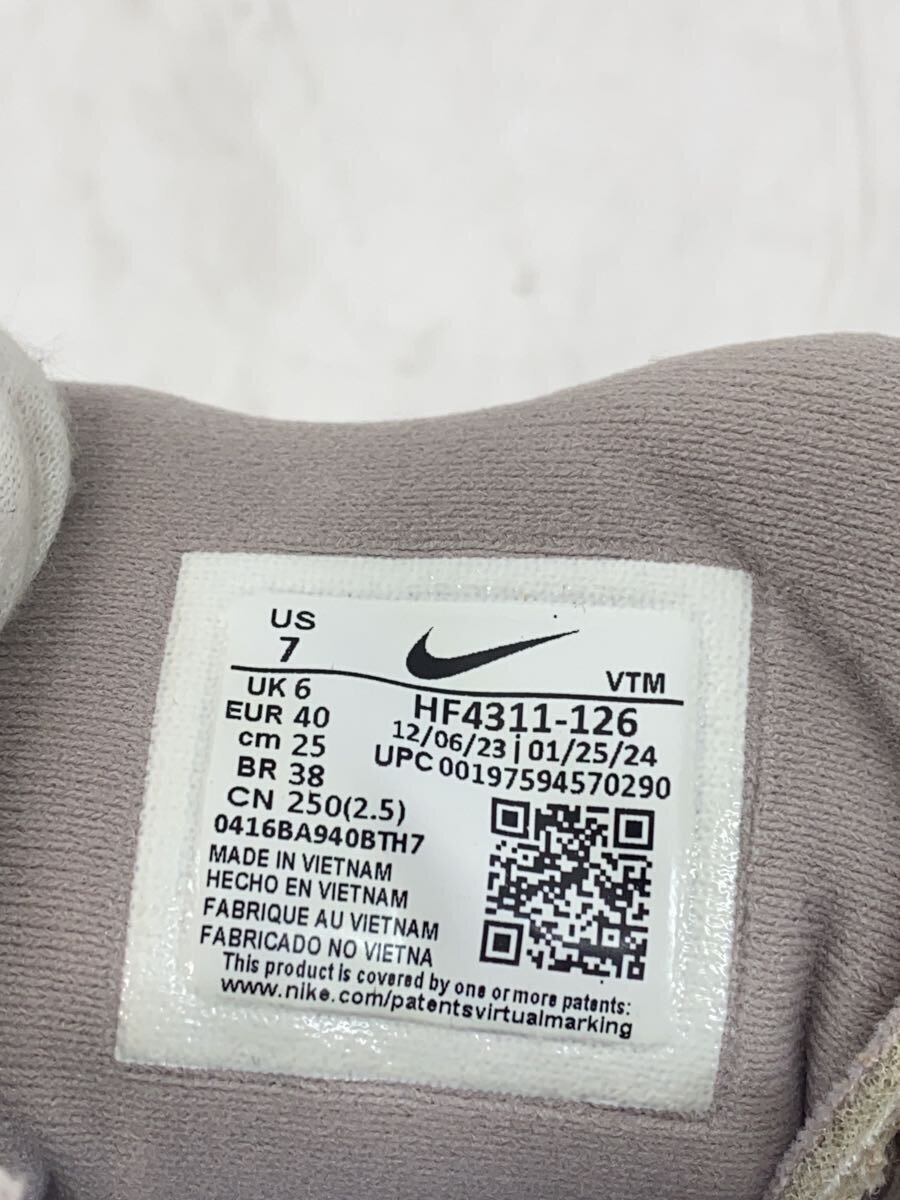 US
7
VTM
UK 6
EUR 40
cm 25
BR 38
CN 250(2.5)
HF4311-126
12/06/23 | 01/25/24
UPC 00197594570290
0416BA940BTH7
MADE IN VIETNAM
HECHO EN VIETNAM
FABRIQUE AU VIETNAM
FABRICADO NO VIETNA
This product is covered by one or more patents:
www.nike.com/patentsvirtualmarking